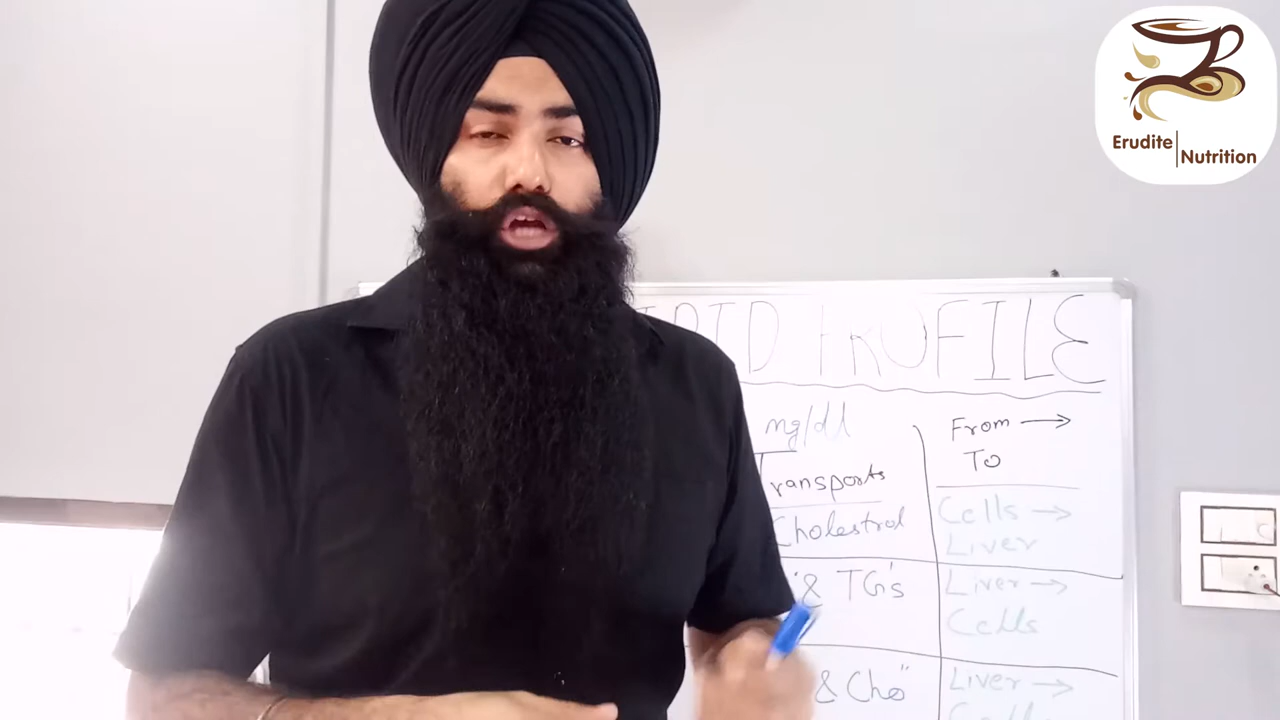 Erudite
Nutrition
PROFILE
mg/dl
From →
To
Transports
Cholestrol
Cells →
Liver
& TG's
Liver →
Cells
& Cho"
Liver →